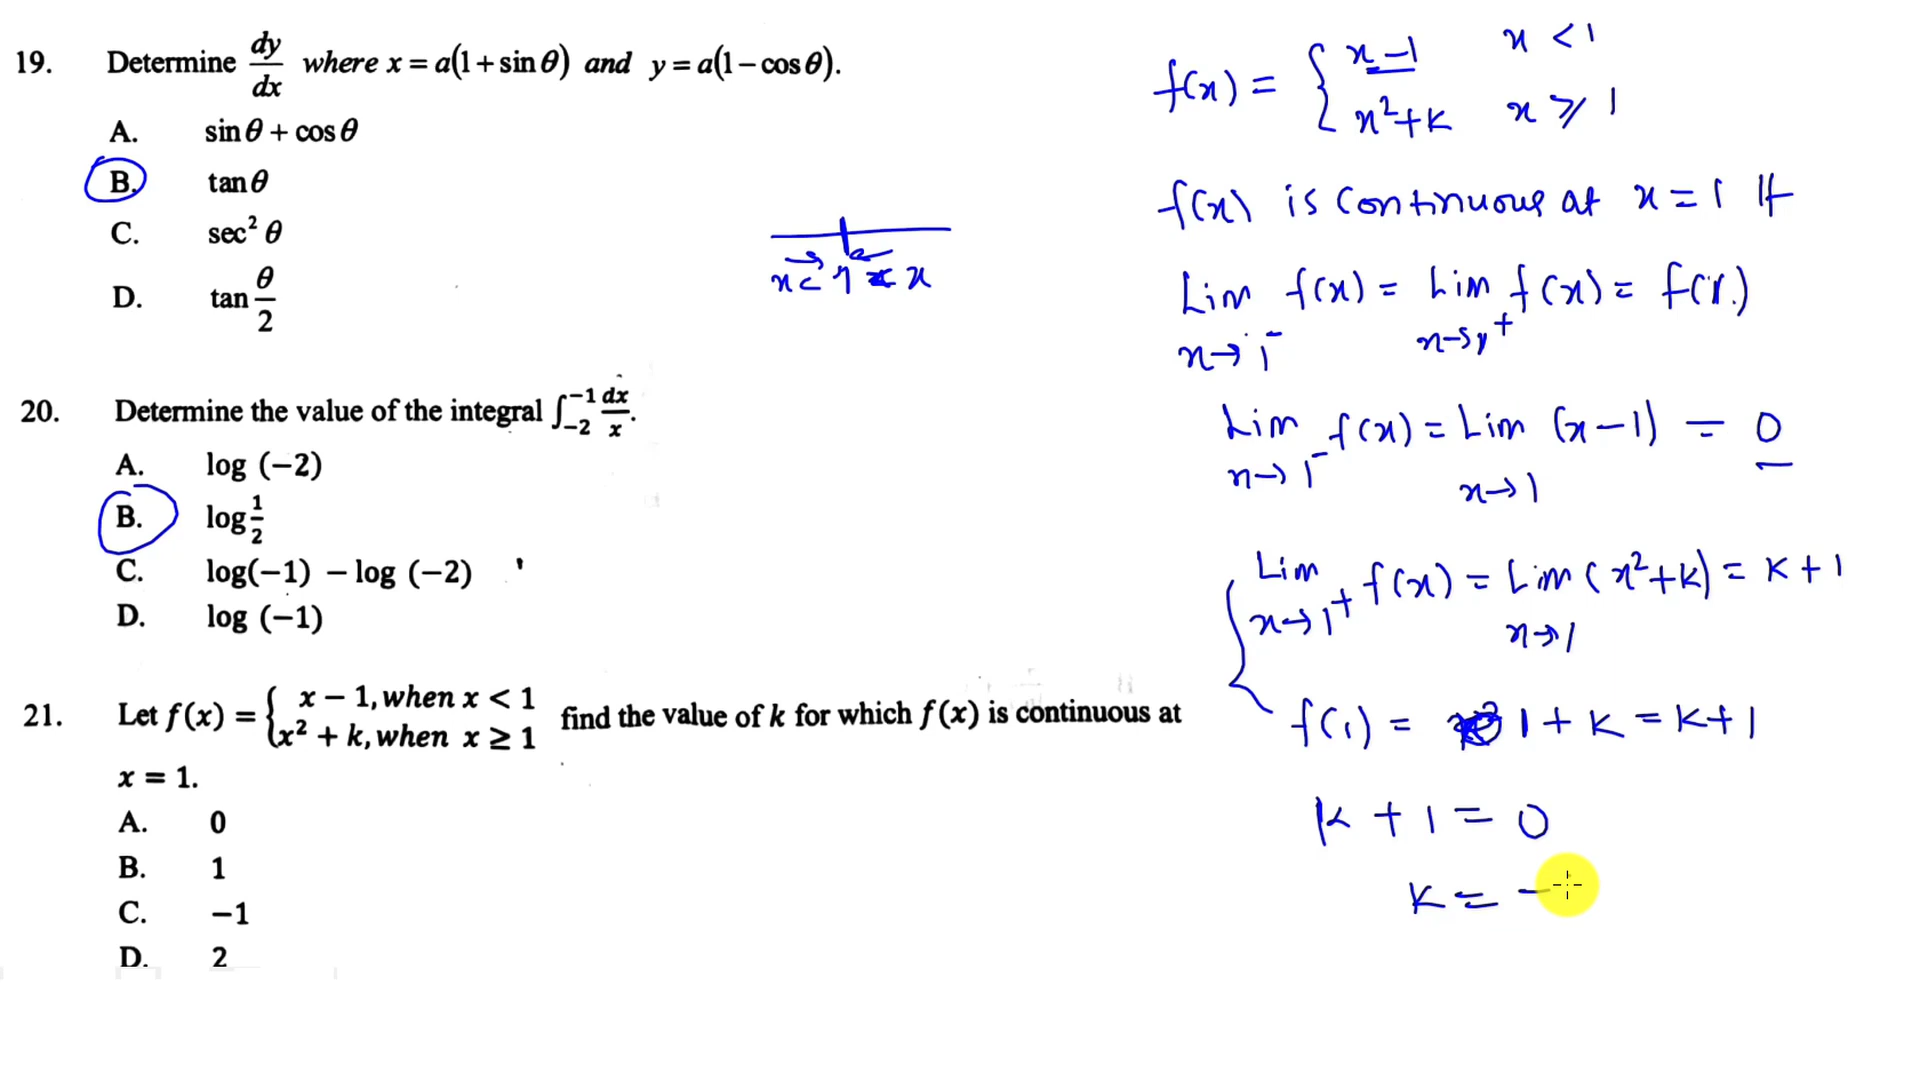 19. Determine dy/dx where x = a(1 + sin θ) and y = a(1 − cos θ).
A. sin θ + cos θ
B. tan θ
C. sec² θ
D. tan θ/2
x < 1 < x
20. Determine the value of the integral ∫₋₂⁻¹ dx/x.
A. log (−2)
B. log 1/2
C. log(−1) − log (−2)
D. log (−1)
21. Let f(x) = { x − 1, when x < 1
x² + k, when x ≥ 1 find the value of k for which f(x) is continuous at
x = 1.
A. 0
B. 1
C. −1
D. 2
f(x) = { x − 1 x < 1
x² + k x ≥ 1
f(x) is continuous at x = 1 if
Lim x→1⁻ f(x) = Lim x→1⁺ f(x) = f(1)
Lim x→1⁻ f(x) = Lim x→1 (x − 1) = 0
Lim x→1⁺ f(x) = Lim x→1 (x² + k) = k + 1
f(1) = 1 + k = k + 1
k + 1 = 0
k = −